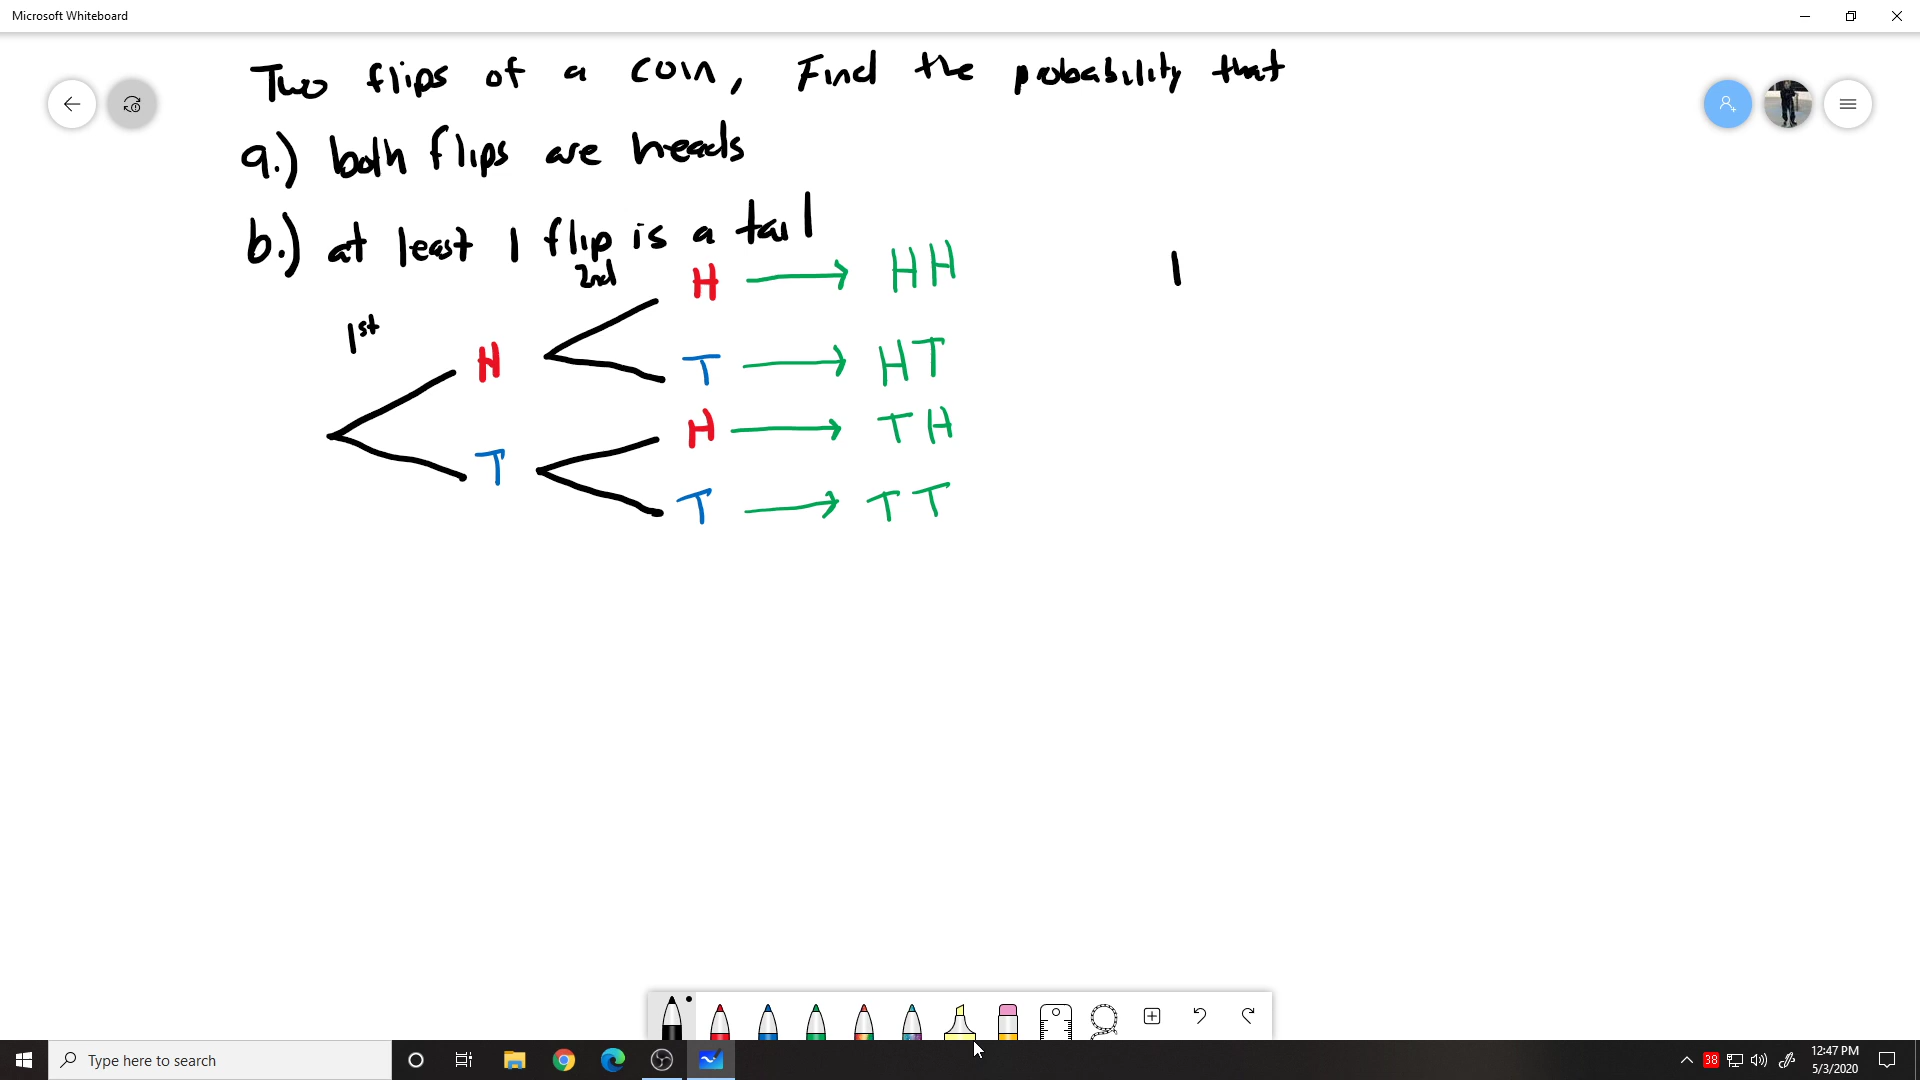 Microsoft Whiteboard
Two flips of a coin, Find the probability that
a.) both flips are heads
b.) at least 1 flip is a tail
2nd
H HH
1
1st
H
T HT
H TH
T
T TT
Type here to search
38
12:47 PM
5/3/2020